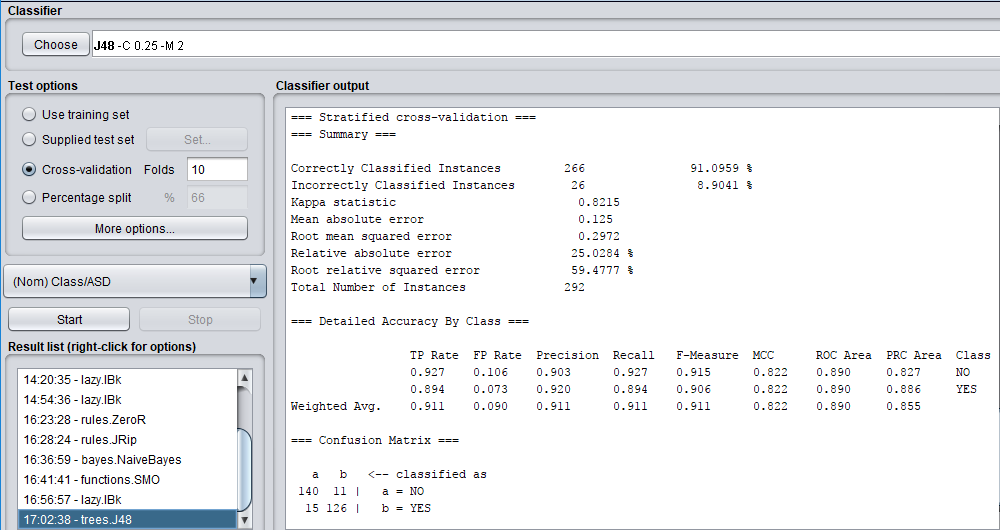 Classifier
Choose J48 -C 0.25 -M 2
Test options
Use training set
Supplied test set Set...
Cross-validation Folds 10
Percentage split % 66
More options...
(Nom) Class/ASD
Start Stop
Result list (right-click for options)
14:20:35 - lazy.IBk
14:54:36 - lazy.IBk
16:23:28 - rules.ZeroR
16:28:24 - rules.JRip
16:36:59 - bayes.NaiveBayes
16:41:41 - functions.SMO
16:56:57 - lazy.IBk
17:02:38 - trees.J48
Classifier output
=== Stratified cross-validation ===
=== Summary ===
Correctly Classified Instances 266 91.0959 %
Incorrectly Classified Instances 26 8.9041 %
Kappa statistic 0.8215
Mean absolute error 0.125
Root mean squared error 0.2972
Relative absolute error 25.0284 %
Root relative squared error 59.4777 %
Total Number of Instances 292
=== Detailed Accuracy By Class ===
TP Rate FP Rate Precision Recall F-Measure MCC ROC Area PRC Area Class
0.927 0.106 0.903 0.927 0.915 0.822 0.890 0.827 NO
0.894 0.073 0.920 0.894 0.906 0.822 0.890 0.886 YES
Weighted Avg. 0.911 0.090 0.911 0.911 0.911 0.822 0.890 0.855
=== Confusion Matrix ===
a b <-- classified as
140 11 | a = NO
15 126 | b = YES